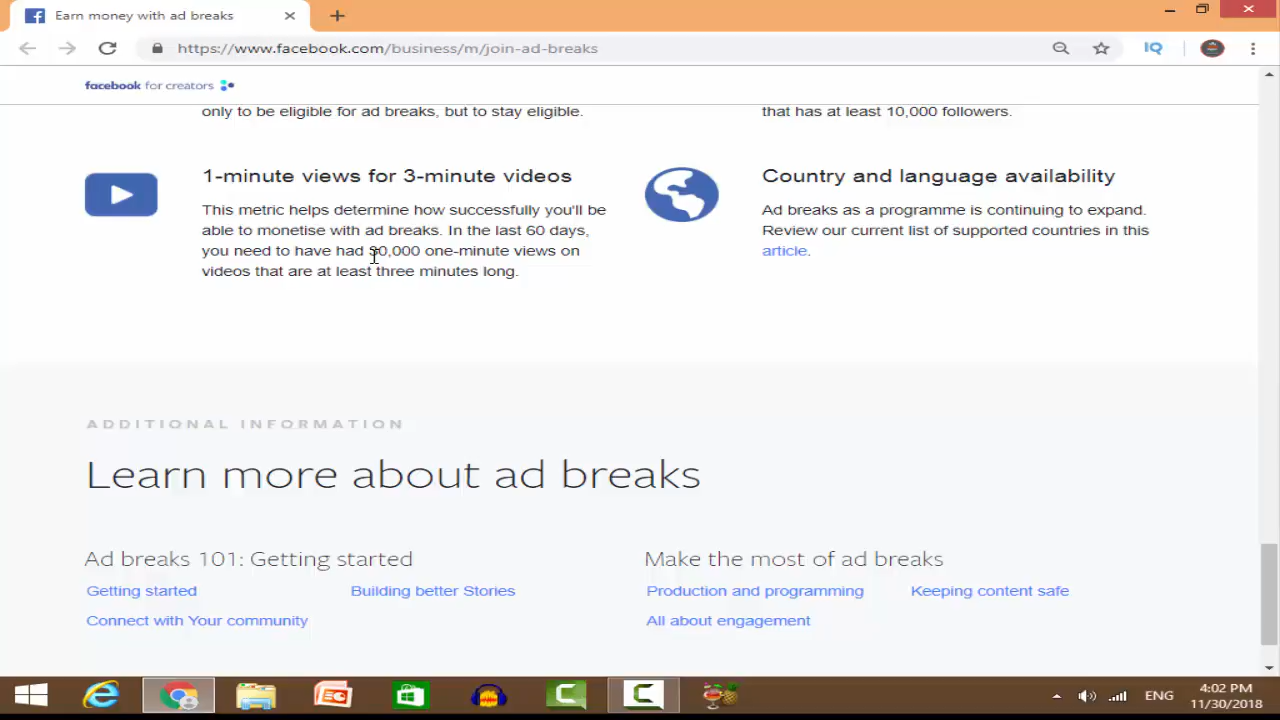 Earn money with ad breaks
https://www.facebook.com/business/m/join-ad-breaks
IQ
facebook for creators
only to be eligible for ad breaks, but to stay eligible.
that has at least 10,000 followers.
1-minute views for 3-minute videos
This metric helps determine how successfully you'll be
able to monetise with ad breaks. In the last 60 days,
you need to have had 30,000 one-minute views on
videos that are at least three minutes long.
Country and language availability
Ad breaks as a programme is continuing to expand.
Review our current list of supported countries in this
article.
ADDITIONAL INFORMATION
Learn more about ad breaks
Ad breaks 101: Getting started
Getting started
Building better Stories
Connect with Your community
Make the most of ad breaks
Production and programming
Keeping content safe
All about engagement
ENG
4:02 PM
11/30/2018